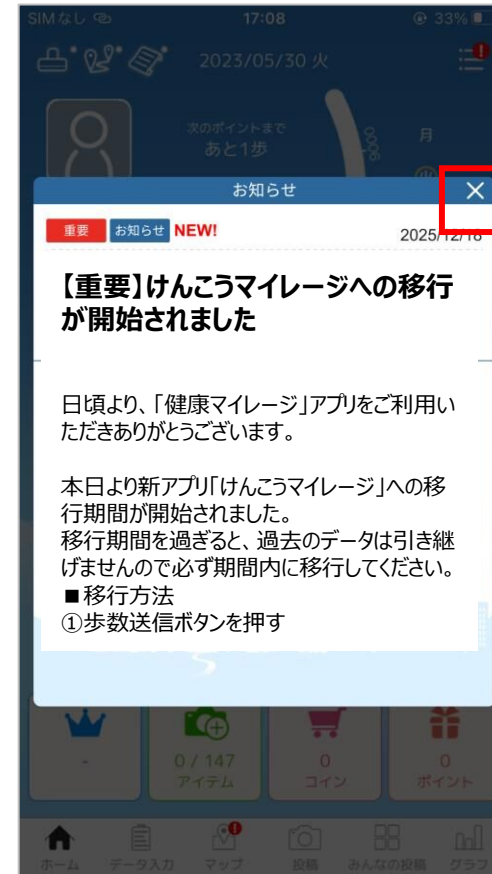 SIMなし 17:08 33%
2023/05/30 火
次のポイントまで
あと1歩
月
お知らせ
重要 お知らせ NEW! 2025/12/18
【重要】けんこうマイレージへの移行
が開始されました
日頃より、「健康マイレージ」アプリをご利用い
ただきありがとうございます。
本日より新アプリ「けんこうマイレージ」への移
行期間が開始されました。
移行期間を過ぎると、過去のデータは引き継
げませんので必ず期間内に移行してください。
■移行方法
①歩数送信ボタンを押す
- 0 / 147 0 0
アイテム コイン ポイント
ホーム データ入力 マップ 投稿 みんなの投稿 グラフ